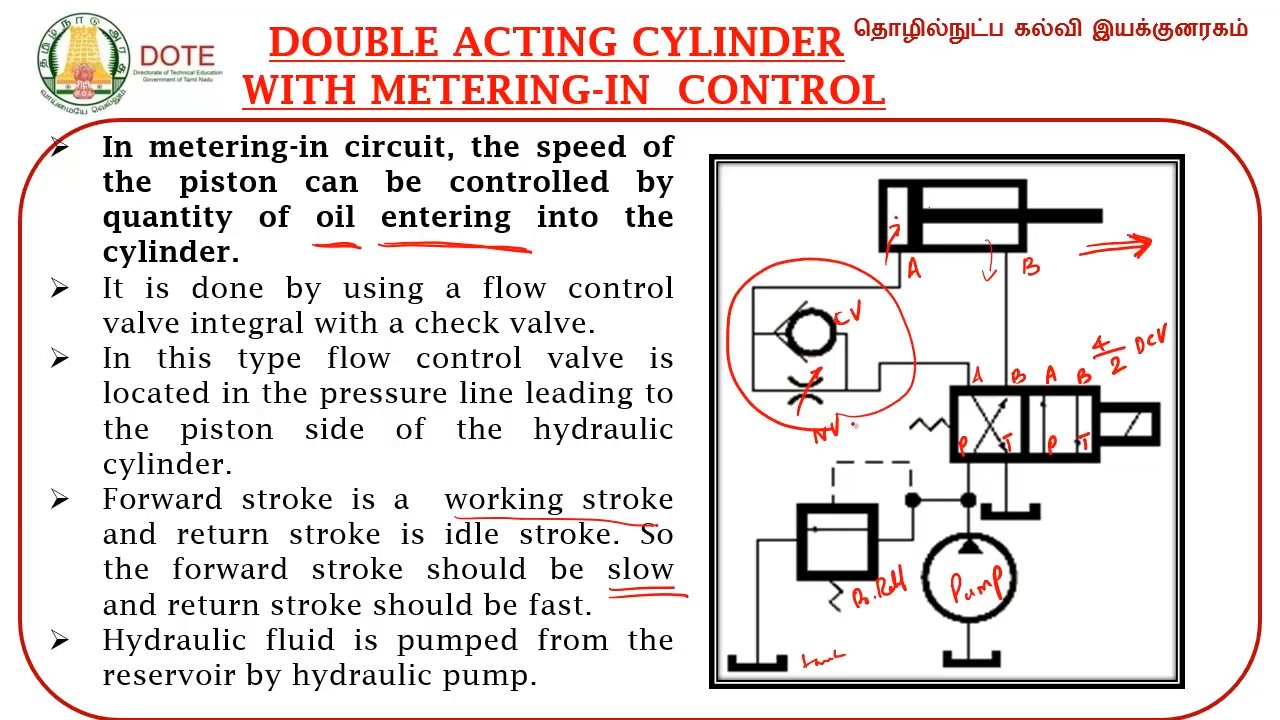 தமிழ்நாடு அரசு
வாய்மையே வெல்லும்
DOTE
Directorate of Technical Education
Government of Tamil Nadu
DOUBLE ACTING CYLINDER
WITH METERING-IN CONTROL
தொழில்நுட்ப கல்வி இயக்குனரகம்
➢ In metering-in circuit, the speed of
the piston can be controlled by
quantity of oil entering into the
cylinder.
➢ It is done by using a flow control
valve integral with a check valve.
➢ In this type flow control valve is
located in the pressure line leading to
the piston side of the hydraulic
cylinder.
➢ Forward stroke is a working stroke
and return stroke is idle stroke. So
the forward stroke should be slow
and return stroke should be fast.
➢ Hydraulic fluid is pumped from the
reservoir by hydraulic pump.
A B
CV
4/2 DCV
A B A B
P T P T
NV
Pump
tank